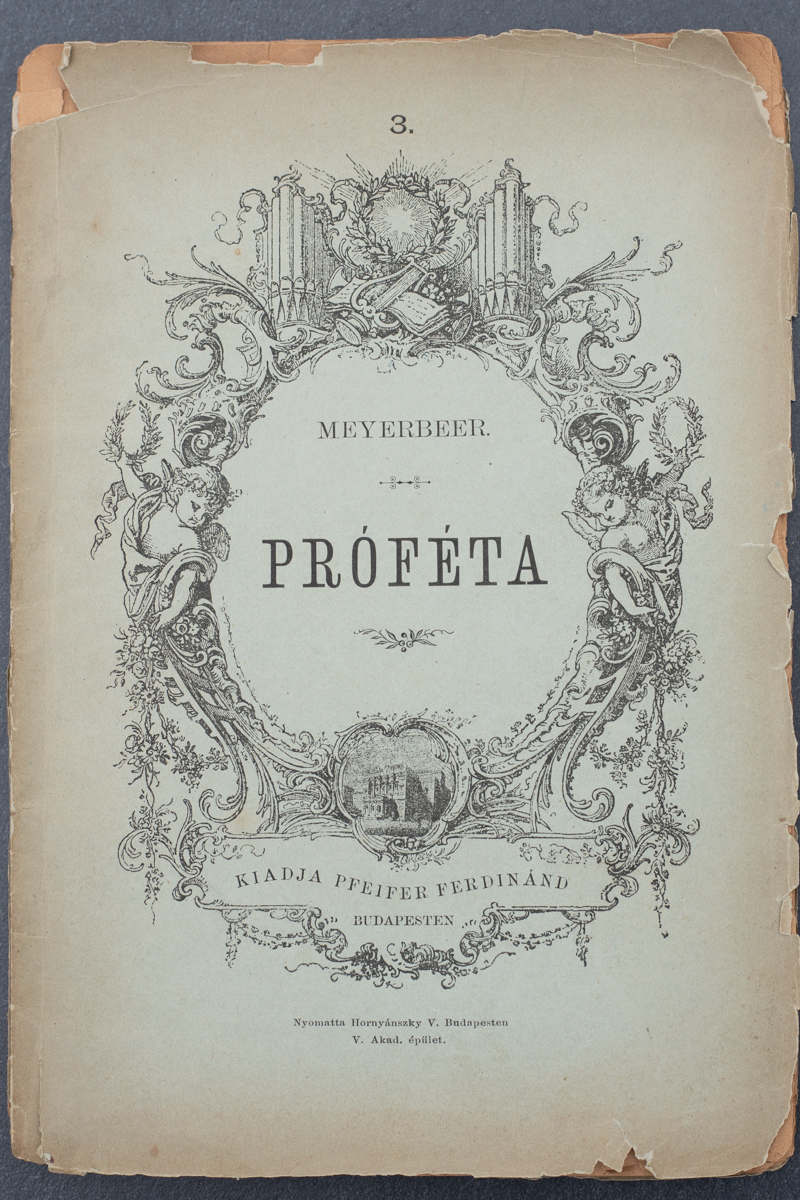 3.
MEYERBEER.
PRÓFÉTA
KIADJA PFEIFER FERDINÁND
BUDAPESTEN
Nyomatta Hornyánszky V. Budapesten
V. Akad. épület.